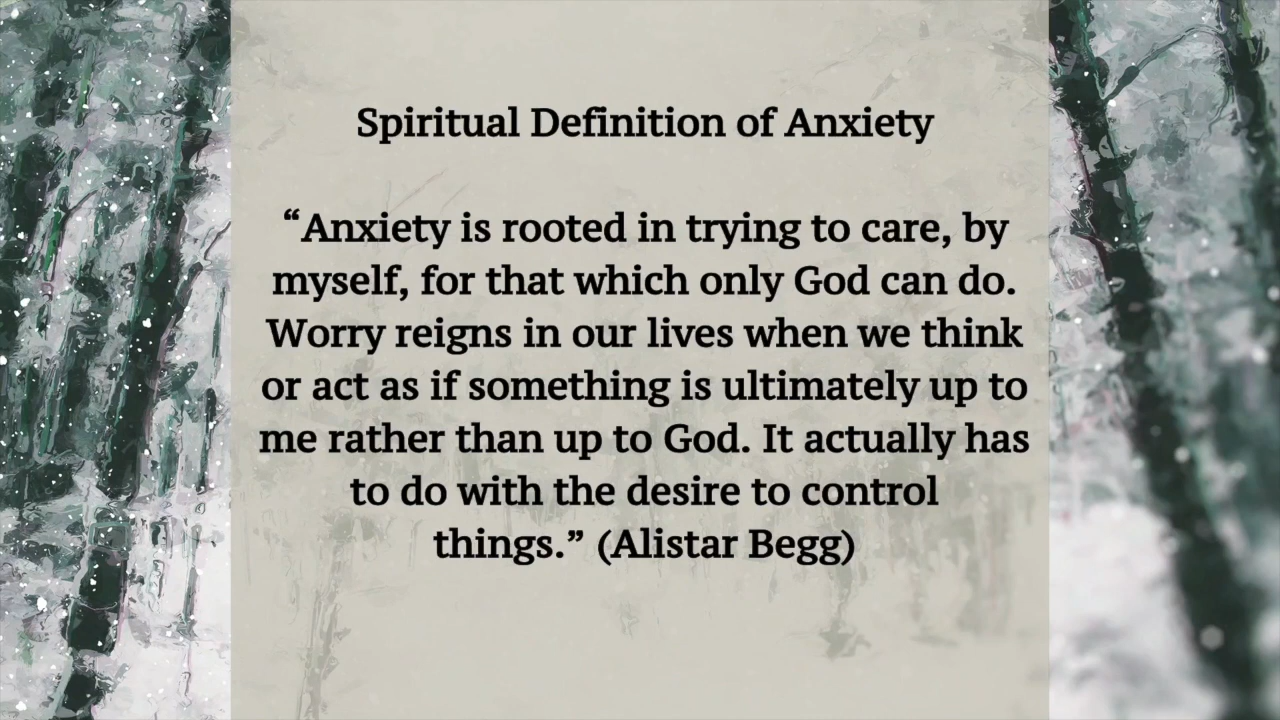 Spiritual Definition of Anxiety
“Anxiety is rooted in trying to care, by
myself, for that which only God can do.
Worry reigns in our lives when we think
or act as if something is ultimately up to
me rather than up to God. It actually has
to do with the desire to control
things.” (Alistar Begg)